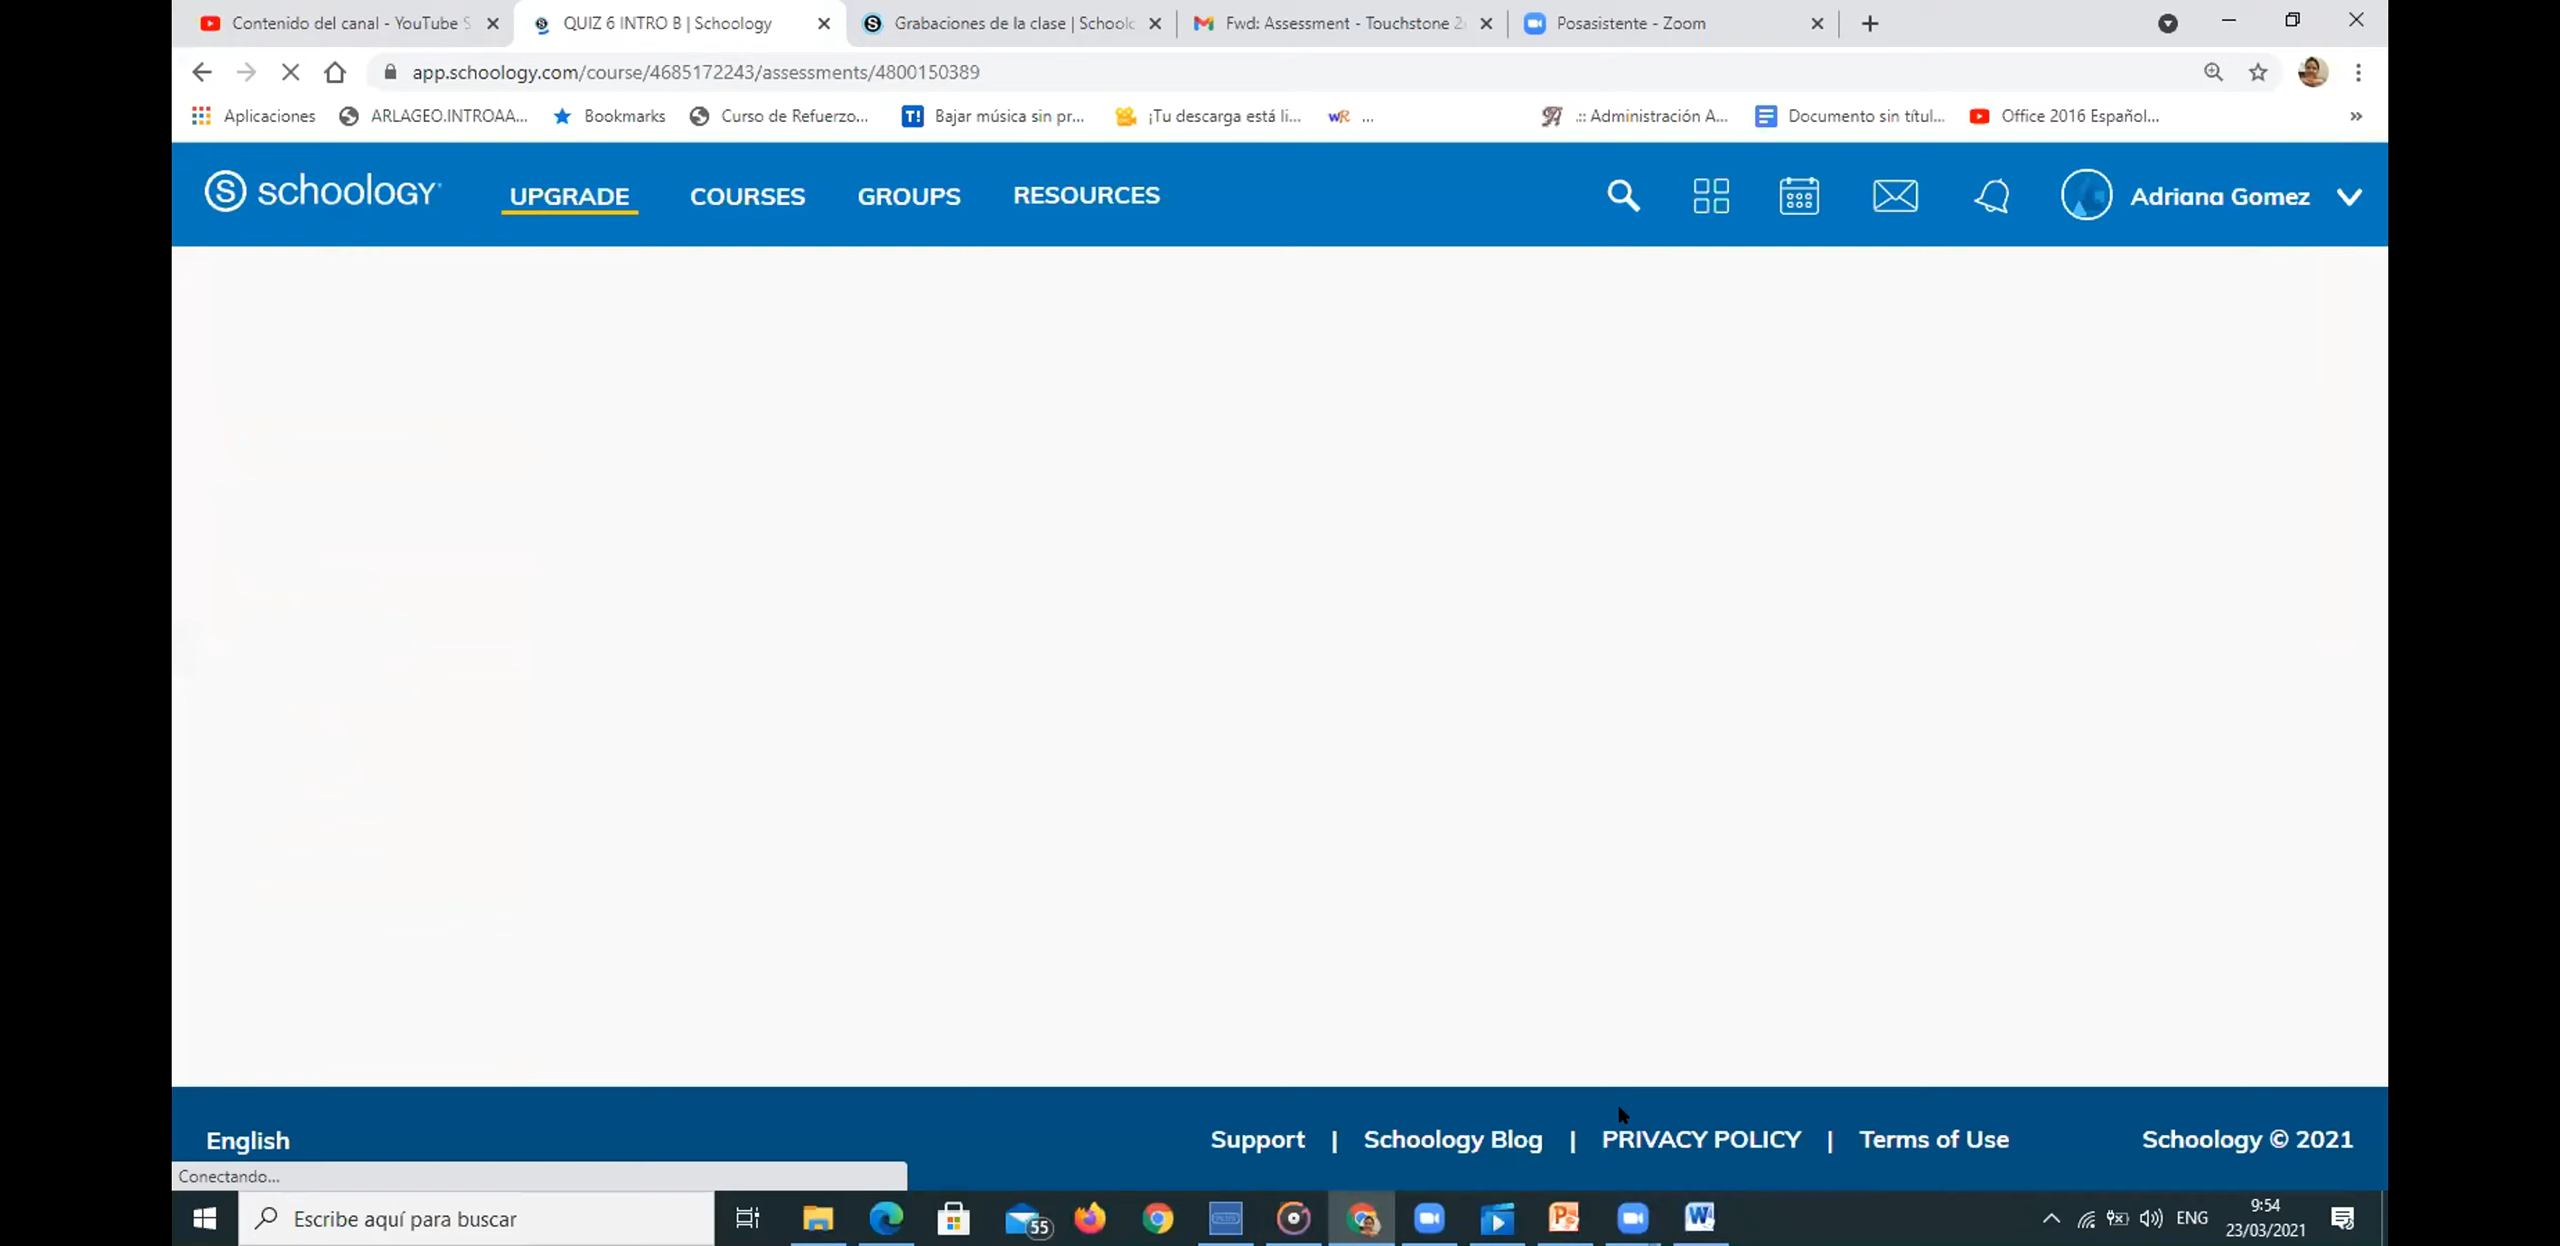 Contenido del canal - YouTube S
QUIZ 6 INTRO B | Schoology
Grabaciones de la clase | Schoolo
Fwd: Assessment - Touchstone 2
Posasistente - Zoom
app.schoology.com/course/4685172243/assessments/4800150389
Aplicaciones
ARLAGEO.INTROAA...
Bookmarks
Curso de Refuerzo...
T!
Bajar música sin pr...
¡Tu descarga está li...
wR
...
.:: Administración A...
Documento sin títul...
Office 2016 Español...
»
S schoology
UPGRADE
COURSES
GROUPS
RESOURCES
Adriana Gomez
English
Support | Schoology Blog | PRIVACY POLICY | Terms of Use
Schoology © 2021
Conectando...
Escribe aquí para buscar
55
ENG
9:54
23/03/2021